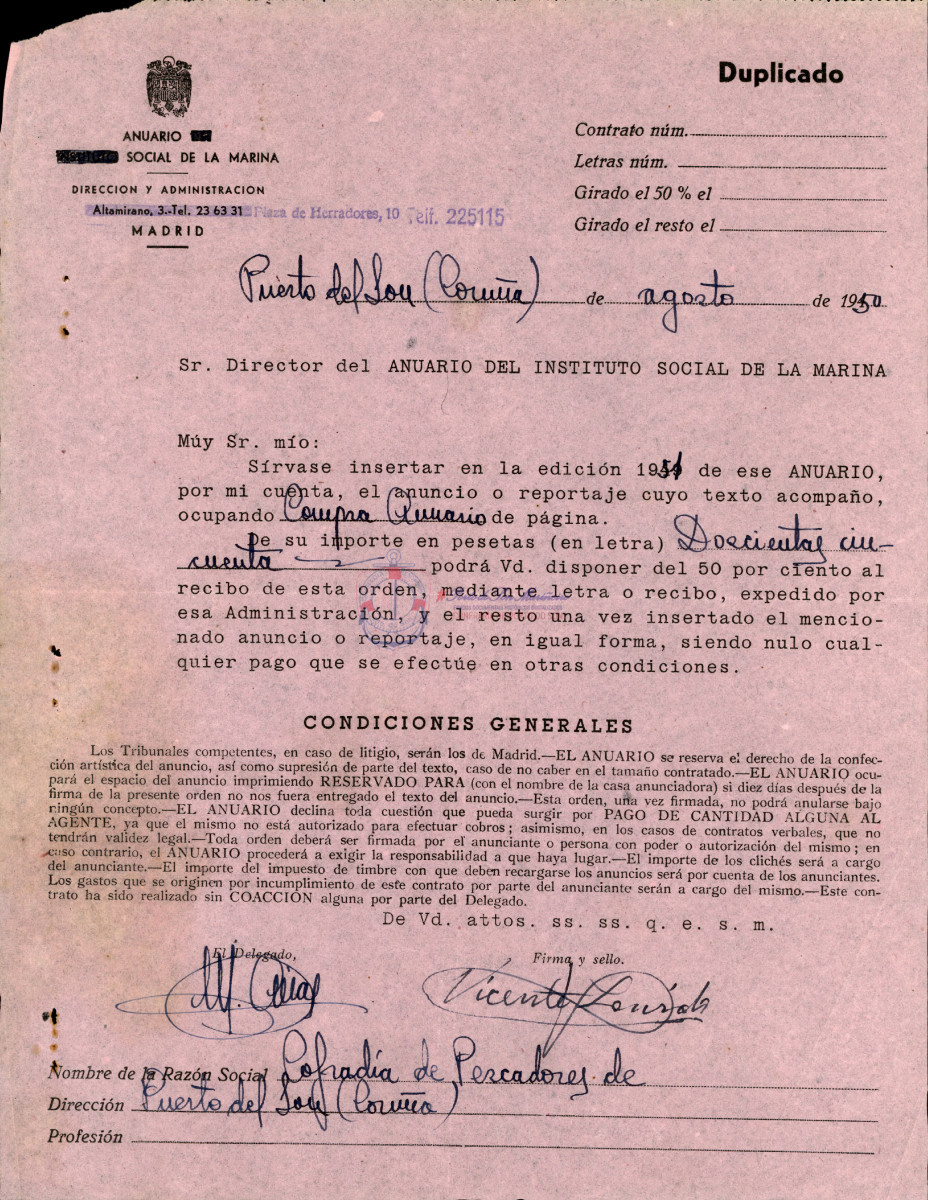 Duplicado
ANUARIO
SOCIAL DE LA MARINA
DIRECCION Y ADMINISTRACION
Altamirano, 3.-Tel. 23 63 31 Plaza de Herradores, 10 Telf. 225115
MADRID
Contrato núm.
Letras núm.
Girado el 50 % el
Girado el resto el
Puerto del Son (Coruña) de agosto de 1950
Sr. Director del ANUARIO DEL INSTITUTO SOCIAL DE LA MARINA
Múy Sr. mío:
Sírvase insertar en la edición 1951 de ese ANUARIO,
por mi cuenta, el anuncio o reportaje cuyo texto acompaño,
ocupando Compra Anuario de página.
De su importe en pesetas (en letra) Doscientas cin-
cuenta podrá Vd. disponer del 50 por ciento al
recibo de esta orden, mediante letra o recibo, expedido por
esa Administración, y el resto una vez insertado el mencio-
nado anuncio o reportaje, en igual forma, siendo nulo cual-
quier pago que se efectúe en otras condiciones.
CONDICIONES GENERALES
Los Tribunales competentes, en caso de litigio, serán los de Madrid.—EL ANUARIO se reserva el derecho de la confec-
ción artística del anuncio, así como supresión de parte del texto, caso de no caber en el tamaño contratado.—EL ANUARIO ocu-
pará el espacio del anuncio imprimiendo RESERVADO PARA (con el nombre de la casa anunciadora) si diez días después de la
firma de la presente orden no nos fuera entregado el texto del anuncio.—Esta orden, una vez firmada, no podrá anularse bajo
ningún concepto.—EL ANUARIO declina toda cuestión que pueda surgir por PAGO DE CANTIDAD ALGUNA AL
AGENTE, ya que el mismo no está autorizado para efectuar cobros; asimismo, en los casos de contratos verbales, que no
tendrán validez legal.—Toda orden deberá ser firmada por el anunciante o persona con poder o autorización del mismo; en
caso contrario, el ANUARIO procederá a exigir la responsabilidad a que haya lugar.—El importe de los clichés será a cargo
del anunciante.—El importe del impuesto de timbre con que deben recargarse los anuncios será por cuenta de los anunciantes.
Los gastos que se originen por incumplimiento de este contrato por parte del anunciante serán a cargo del mismo.—Este con-
trato ha sido realizado sin COACCIÓN alguna por parte del Delegado.
De Vd. attos. ss. ss. q. e. s. m.
El Delegado,
Firma y sello.
Vicente
Nombre de la Razón Social Cofradía de Pescadores de
Dirección Puerto del Son (Coruña)
Profesión